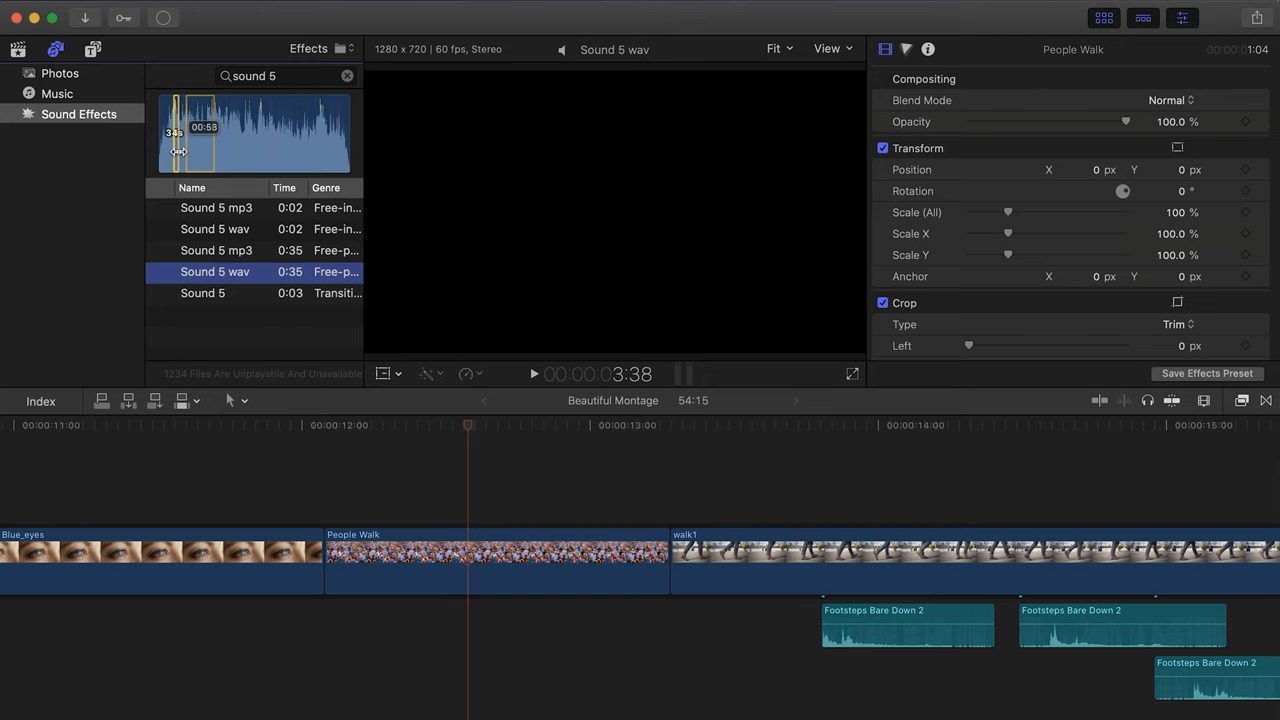 Effects
1280 x 720 | 60 fps, Stereo
Sound 5 wav
Fit
View
People Walk
1:04
Photos
Music
Sound Effects
sound 5
34s
00:53
Name Time Genre
Sound 5 mp3 0:02 Free-in...
Sound 5 wav 0:02 Free-in...
Sound 5 mp3 0:35 Free-p...
Sound 5 wav 0:35 Free-p...
Sound 5 0:03 Transiti...
1234 Files Are Unplayable And Unavailable
00:00:03:38
Compositing
Blend Mode Normal
Opacity 100.0 %
Transform
Position X 0 px Y 0 px
Rotation 0 °
Scale (All) 100 %
Scale X 100.0 %
Scale Y 100.0 %
Anchor X 0 px Y 0 px
Crop
Type Trim
Left 0 px
Save Effects Preset
Index
Beautiful Montage 54:15
00:00:11:00 00:00:12:00 00:00:13:00 00:00:14:00 00:00:15:00
Blue_eyes
People Walk
walk1
Footsteps Bare Down 2
Footsteps Bare Down 2
Footsteps Bare Down 2